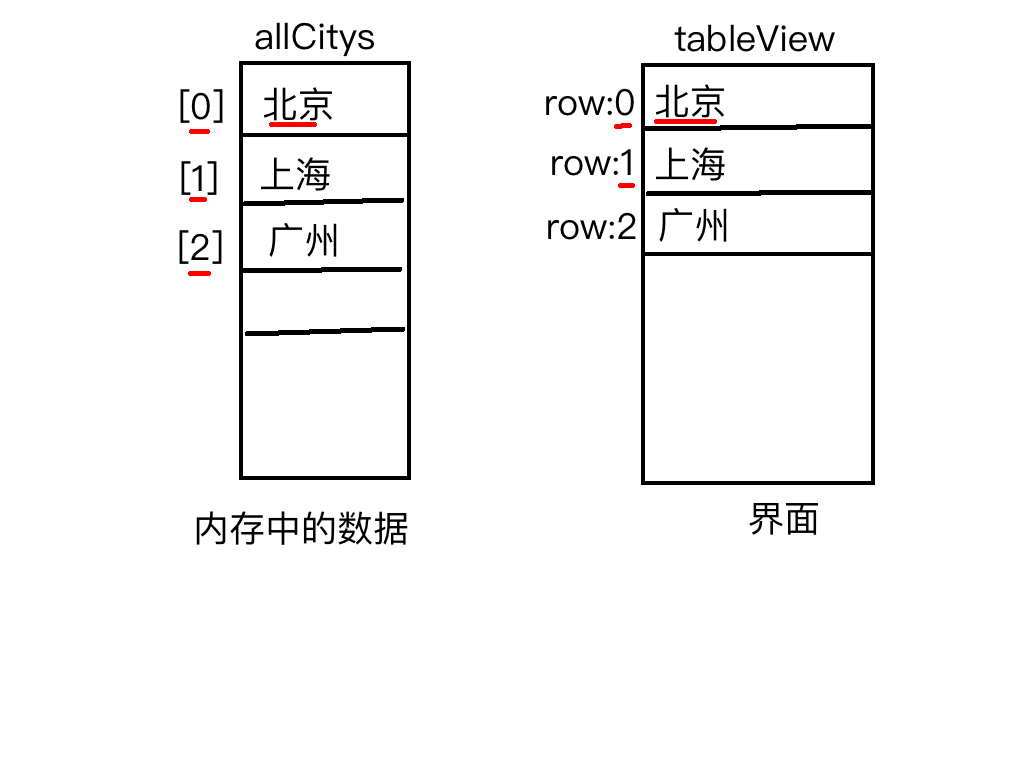 allCitys
[0] 北京
[1] 上海
[2] 广州
内存中的数据
tableView
row:0 北京
row:1 上海
row:2 广州
界面